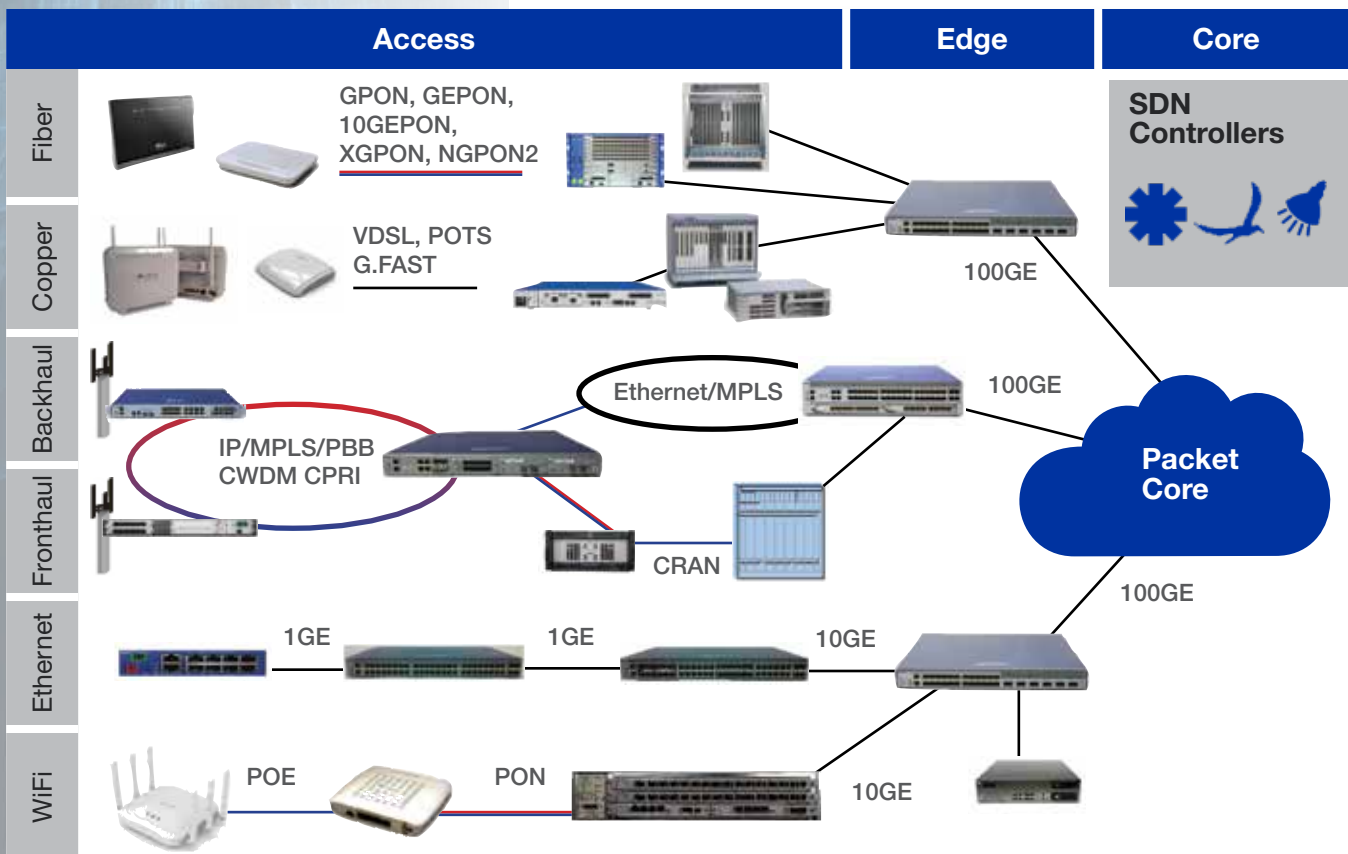 Access
Edge
Core
Fiber
GPON, GEPON,
10GEPON,
XGPON, NGPON2
SDN
Controllers
Copper
VDSL, POTS
G.FAST
100GE
Backhaul
Ethernet/MPLS
100GE
IP/MPLS/PBB
CWDM CPRI
Packet
Core
Fronthaul
CRAN
100GE
Ethernet
1GE
1GE
10GE
WiFi
POE
PON
10GE